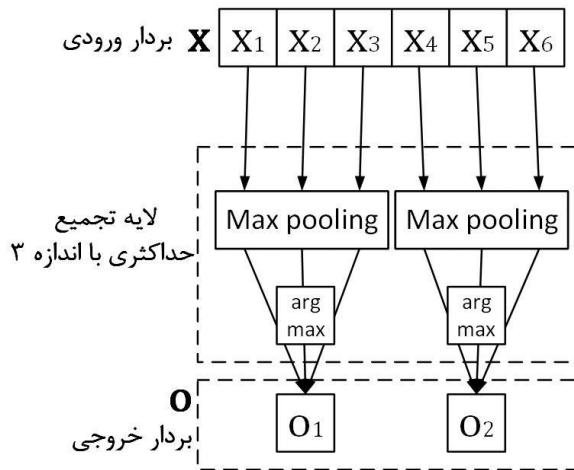 بردار ورودی X X1 X2 X3 X4 X5 X6
لایه تجمیع
حداکثری با اندازه ۳
Max pooling Max pooling
arg
max
arg
max
O
بردار خروجی
O1 O2